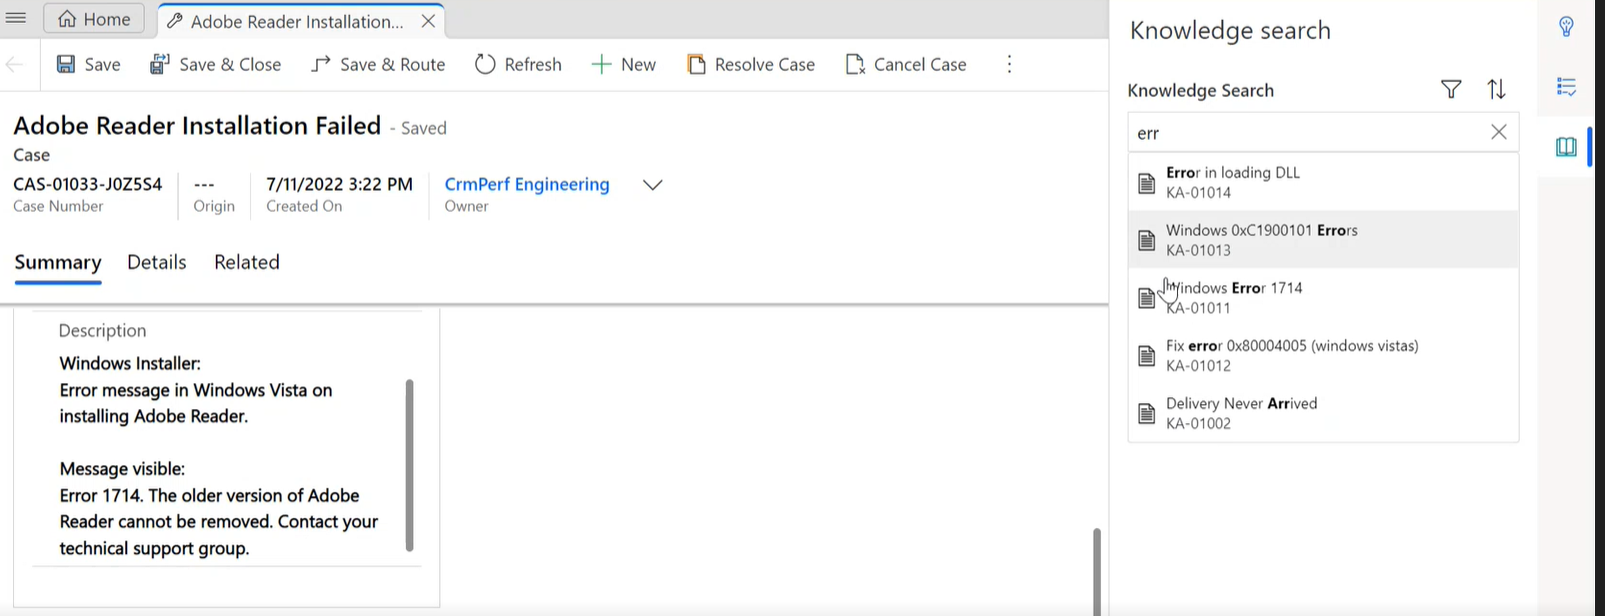 Home
Adobe Reader Installation...
Save
Save & Close
Save & Route
Refresh
New
Resolve Case
Cancel Case
Adobe Reader Installation Failed - Saved
Case
CAS-01033-J0Z5S4
Case Number
---
Origin
7/11/2022 3:22 PM
Created On
CrmPerf Engineering
Owner
Summary
Details
Related
Description
Windows Installer:
Error message in Windows Vista on
installing Adobe Reader.
Message visible:
Error 1714. The older version of Adobe
Reader cannot be removed. Contact your
technical support group.
Knowledge search
Knowledge Search
err
Error in loading DLL
KA-01014
Windows 0xC1900101 Errors
KA-01013
Windows Error 1714
KA-01011
Fix error 0x80004005 (windows vistas)
KA-01012
Delivery Never Arrived
KA-01002